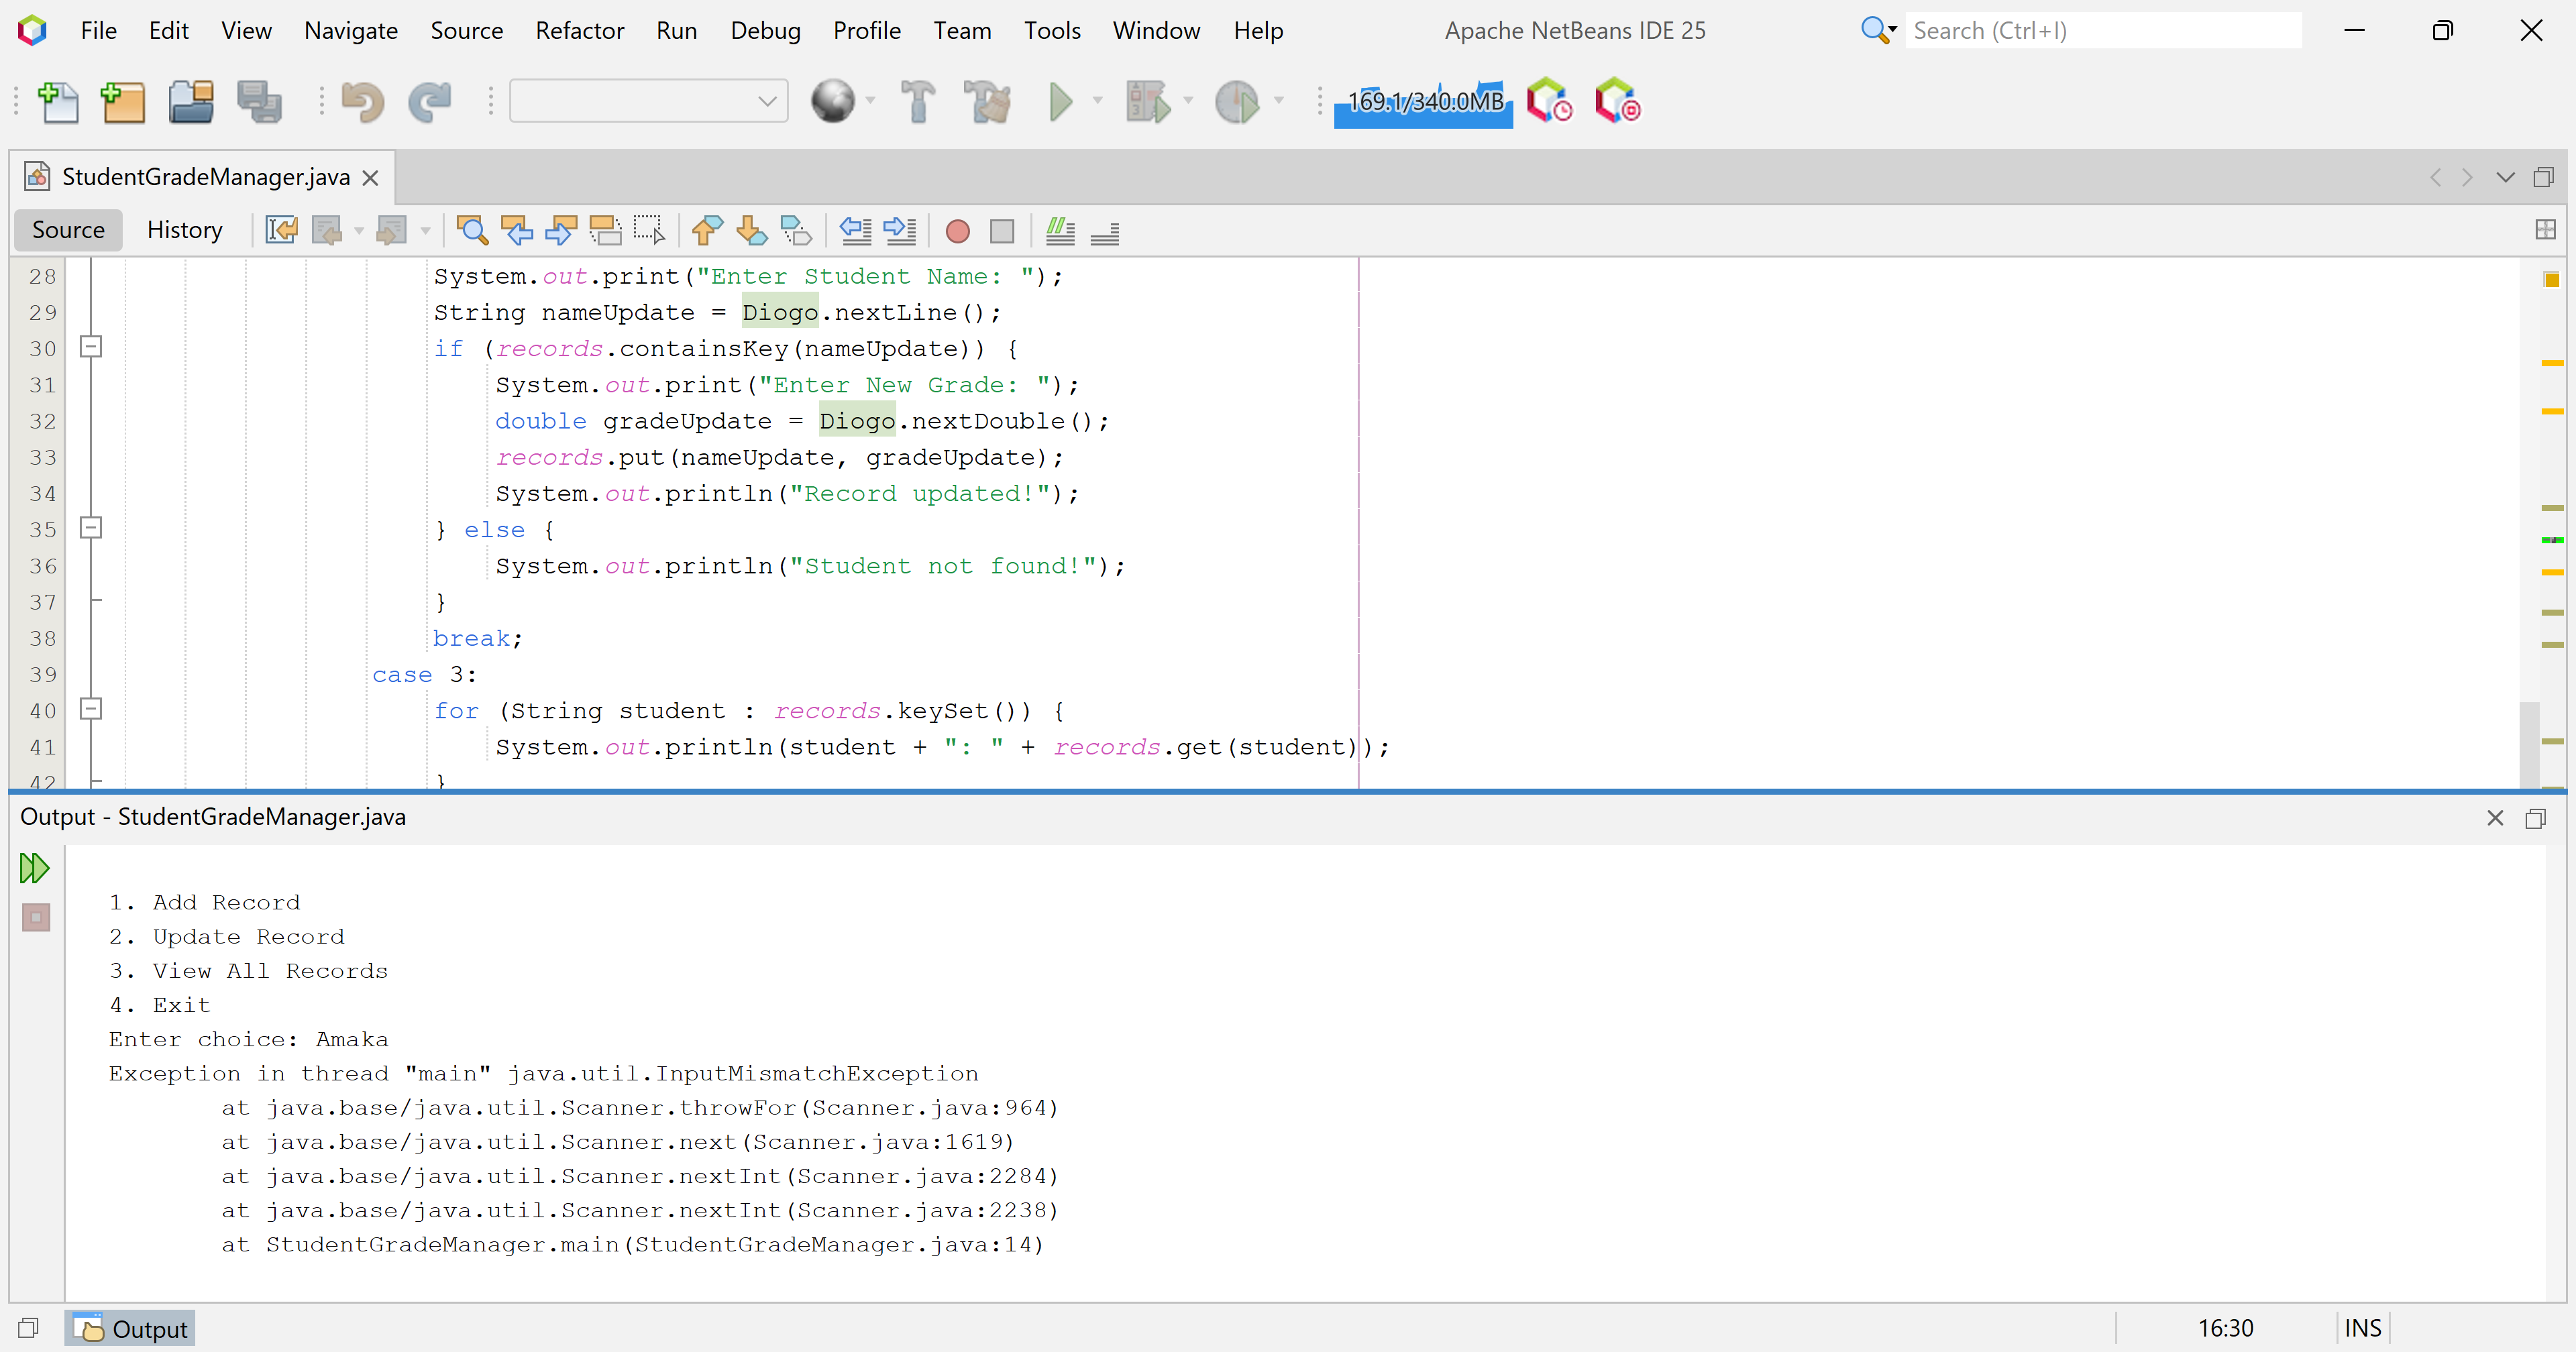 File Edit View Navigate Source Refactor Run Debug Profile Team Tools Window Help Apache NetBeans IDE 25 Search (Ctrl+I)
169.1/340.0MB
StudentGradeManager.java
Source History
28 System.out.print("Enter Student Name: ");
29 String nameUpdate = Diogo.nextLine();
30 if (records.containsKey(nameUpdate)) {
31 System.out.print("Enter New Grade: ");
32 double gradeUpdate = Diogo.nextDouble();
33 records.put(nameUpdate, gradeUpdate);
34 System.out.println("Record updated!");
35 } else {
36 System.out.println("Student not found!");
37 }
38 break;
39 case 3:
40 for (String student : records.keySet()) {
41 System.out.println(student + ": " + records.get(student));
42 }
Output - StudentGradeManager.java
1. Add Record
2. Update Record
3. View All Records
4. Exit
Enter choice: Amaka
Exception in thread "main" java.util.InputMismatchException
at java.base/java.util.Scanner.throwFor(Scanner.java:964)
at java.base/java.util.Scanner.next(Scanner.java:1619)
at java.base/java.util.Scanner.nextInt(Scanner.java:2284)
at java.base/java.util.Scanner.nextInt(Scanner.java:2238)
at StudentGradeManager.main(StudentGradeManager.java:14)
Output 16:30 INS